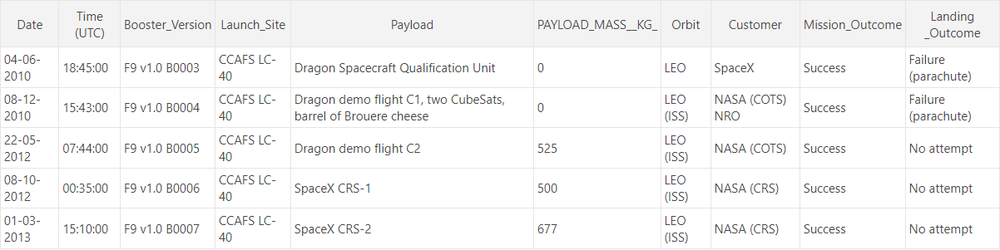 Date Time (UTC) Booster_Version Launch_Site Payload PAYLOAD_MASS__KG_ Orbit Customer Mission_Outcome Landing _Outcome
04-06-2010 18:45:00 F9 v1.0 B0003 CCAFS LC-40 Dragon Spacecraft Qualification Unit 0 LEO SpaceX Success Failure (parachute)
08-12-2010 15:43:00 F9 v1.0 B0004 CCAFS LC-40 Dragon demo flight C1, two CubeSats, barrel of Brouere cheese 0 LEO (ISS) NASA (COTS) NRO Success Failure (parachute)
22-05-2012 07:44:00 F9 v1.0 B0005 CCAFS LC-40 Dragon demo flight C2 525 LEO (ISS) NASA (COTS) Success No attempt
08-10-2012 00:35:00 F9 v1.0 B0006 CCAFS LC-40 SpaceX CRS-1 500 LEO (ISS) NASA (CRS) Success No attempt
01-03-2013 15:10:00 F9 v1.0 B0007 CCAFS LC-40 SpaceX CRS-2 677 LEO (ISS) NASA (CRS) Success No attempt